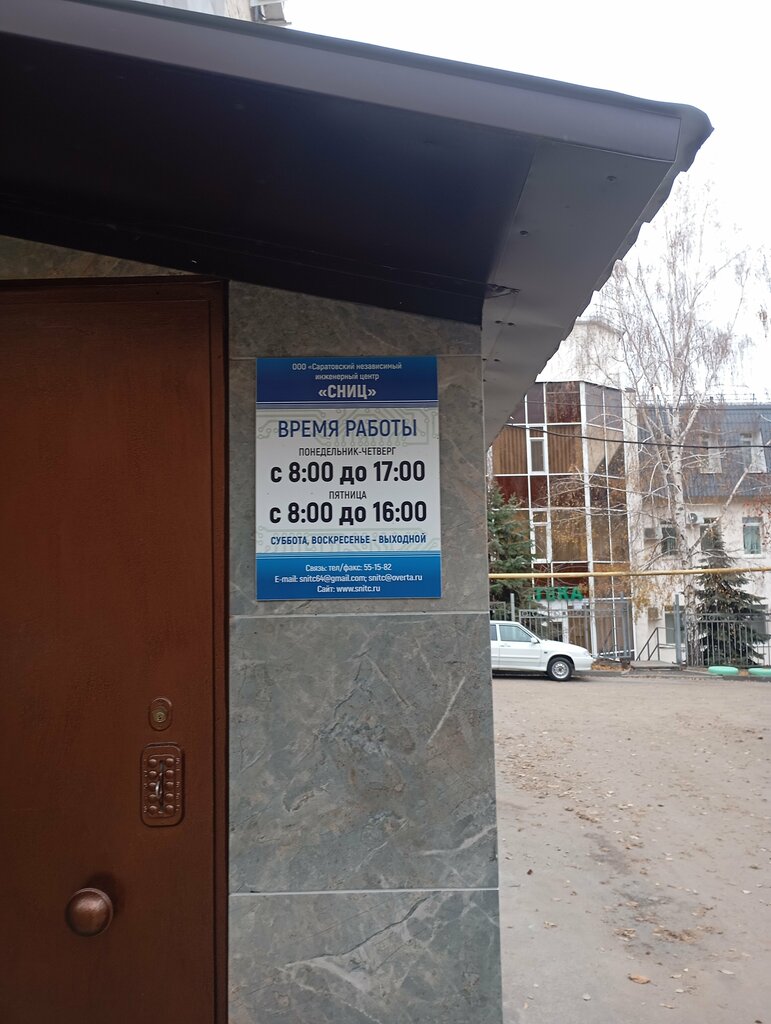 ООО «Саратовский независимый
инженерный центр
«СНИЦ»
ВРЕМЯ РАБОТЫ
ПОНЕДЕЛЬНИК-ЧЕТВЕРГ
с 8:00 до 17:00
ПЯТНИЦА
с 8:00 до 16:00
СУББОТА, ВОСКРЕСЕНЬЕ - ВЫХОДНОЙ
Связь: тел/факс: 55-15-82
E-mail: snitc64@gmail.com; snitc@overta.ru
Сайт: www.snitc.ru